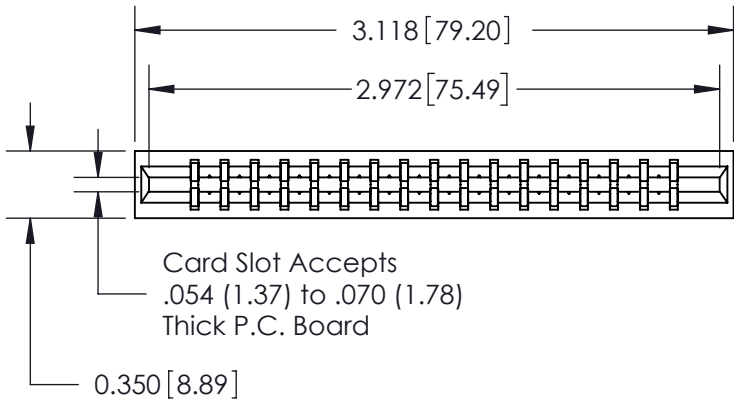 3.118[79.20]
2.972[75.49]
Card Slot Accepts
.054 (1.37) to .070 (1.78)
Thick P.C. Board
0.350[8.89]